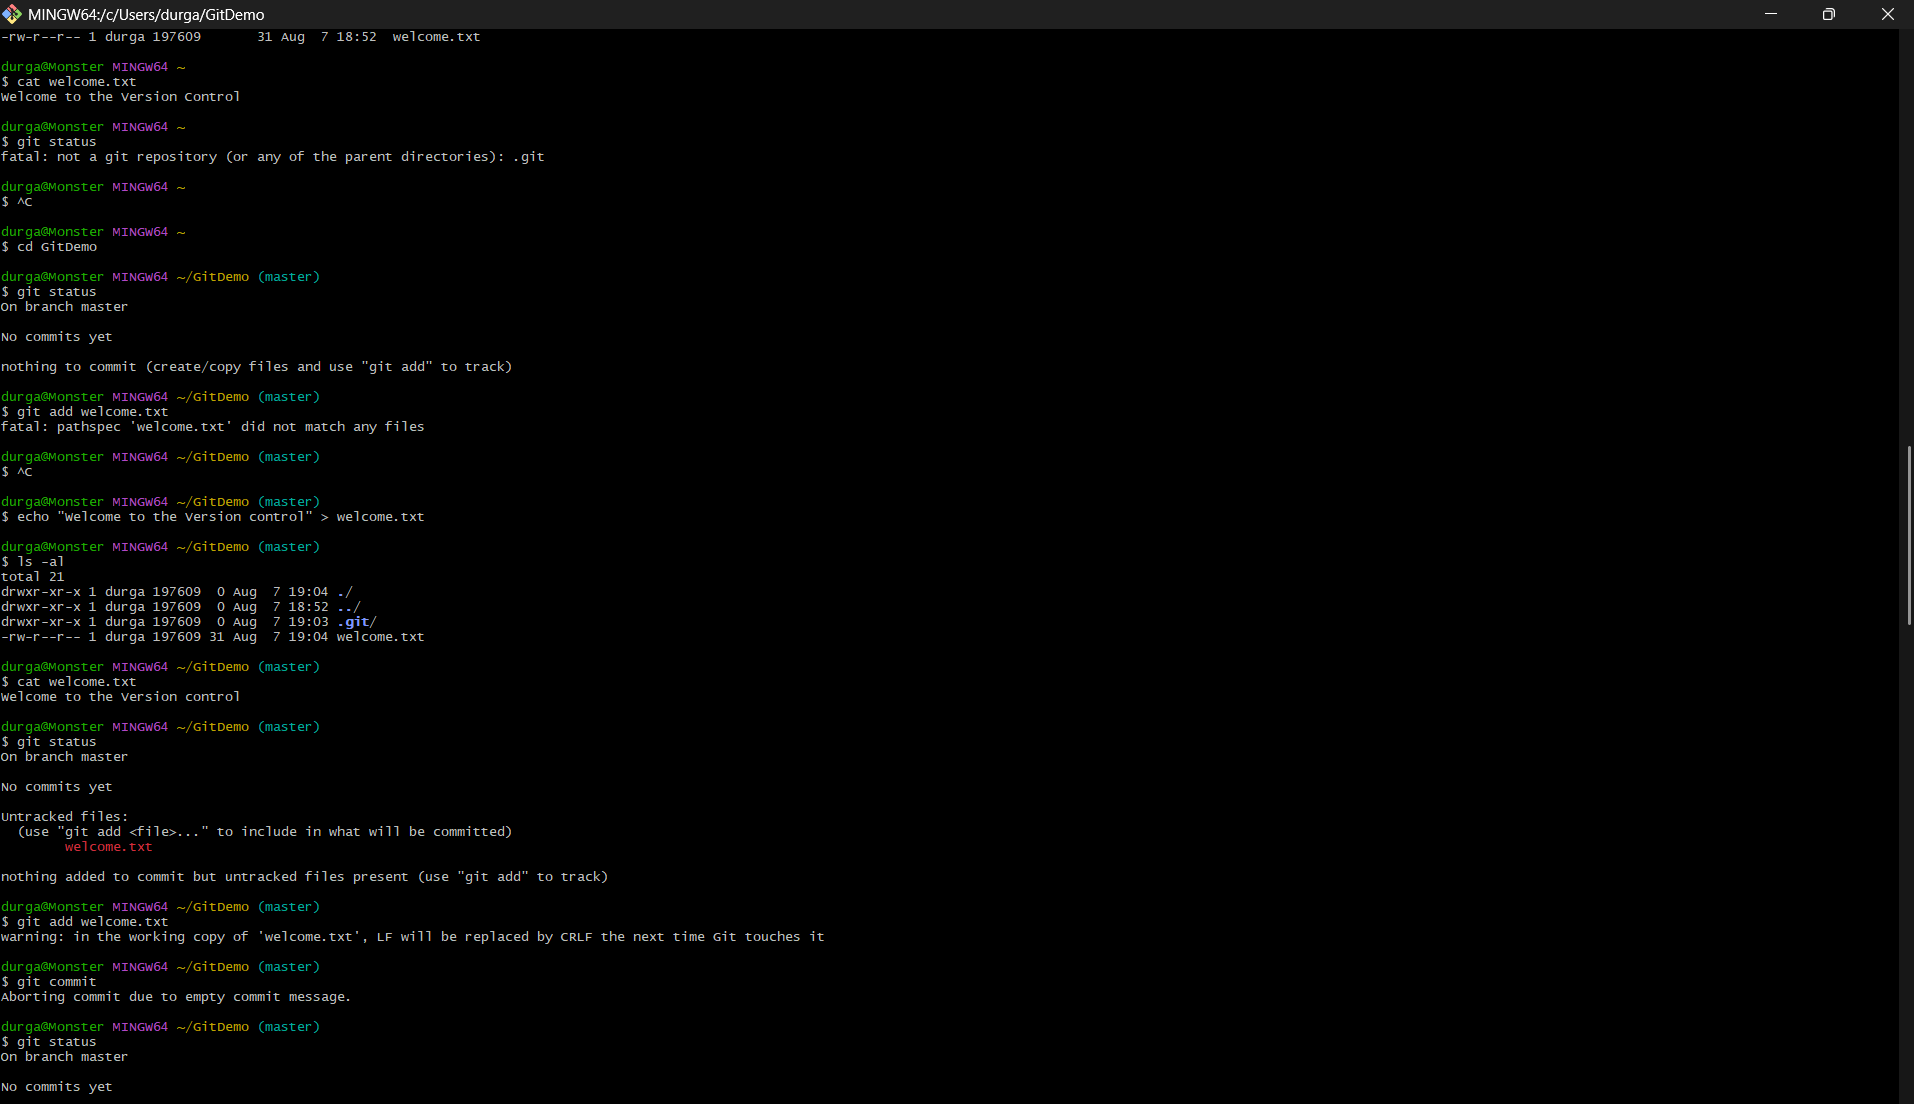 MINGW64:/c/Users/durga/GitDemo
-rw-r--r-- 1 durga 197609       31 Aug  7 18:52  welcome.txt
durga@Monster MINGW64 ~
$ cat welcome.txt
Welcome to the Version Control
durga@Monster MINGW64 ~
$ git status
fatal: not a git repository (or any of the parent directories): .git
durga@Monster MINGW64 ~
$ ^C
durga@Monster MINGW64 ~
$ cd GitDemo
durga@Monster MINGW64 ~/GitDemo (master)
$ git status
On branch master
No commits yet
nothing to commit (create/copy files and use "git add" to track)
durga@Monster MINGW64 ~/GitDemo (master)
$ git add welcome.txt
fatal: pathspec 'welcome.txt' did not match any files
durga@Monster MINGW64 ~/GitDemo (master)
$ ^C
durga@Monster MINGW64 ~/GitDemo (master)
$ echo "Welcome to the Version control" > welcome.txt
durga@Monster MINGW64 ~/GitDemo (master)
$ ls -al
total 21
drwxr-xr-x 1 durga 197609  0 Aug  7 19:04 ./
drwxr-xr-x 1 durga 197609  0 Aug  7 18:52 ../
drwxr-xr-x 1 durga 197609  0 Aug  7 19:03 .git/
-rw-r--r-- 1 durga 197609 31 Aug  7 19:04 welcome.txt
durga@Monster MINGW64 ~/GitDemo (master)
$ cat welcome.txt
Welcome to the Version control
durga@Monster MINGW64 ~/GitDemo (master)
$ git status
On branch master
No commits yet
Untracked files:
  (use "git add <file>..." to include in what will be committed)
        welcome.txt
nothing added to commit but untracked files present (use "git add" to track)
durga@Monster MINGW64 ~/GitDemo (master)
$ git add welcome.txt
warning: in the working copy of 'welcome.txt', LF will be replaced by CRLF the next time Git touches it
durga@Monster MINGW64 ~/GitDemo (master)
$ git commit
Aborting commit due to empty commit message.
durga@Monster MINGW64 ~/GitDemo (master)
$ git status
On branch master
No commits yet